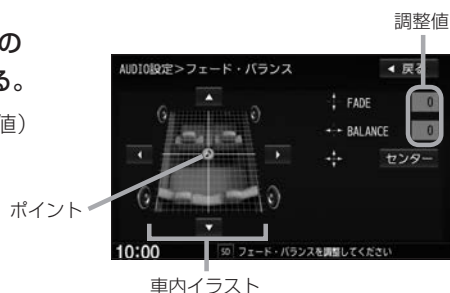 調整値
の
る。
値）
AUDIO設定>フェード・バランス
◀ 戻る
FADE
0
BALANCE
0
センター
ポイント
10:00
SD フェード・バランスを調整してください
車内イラスト